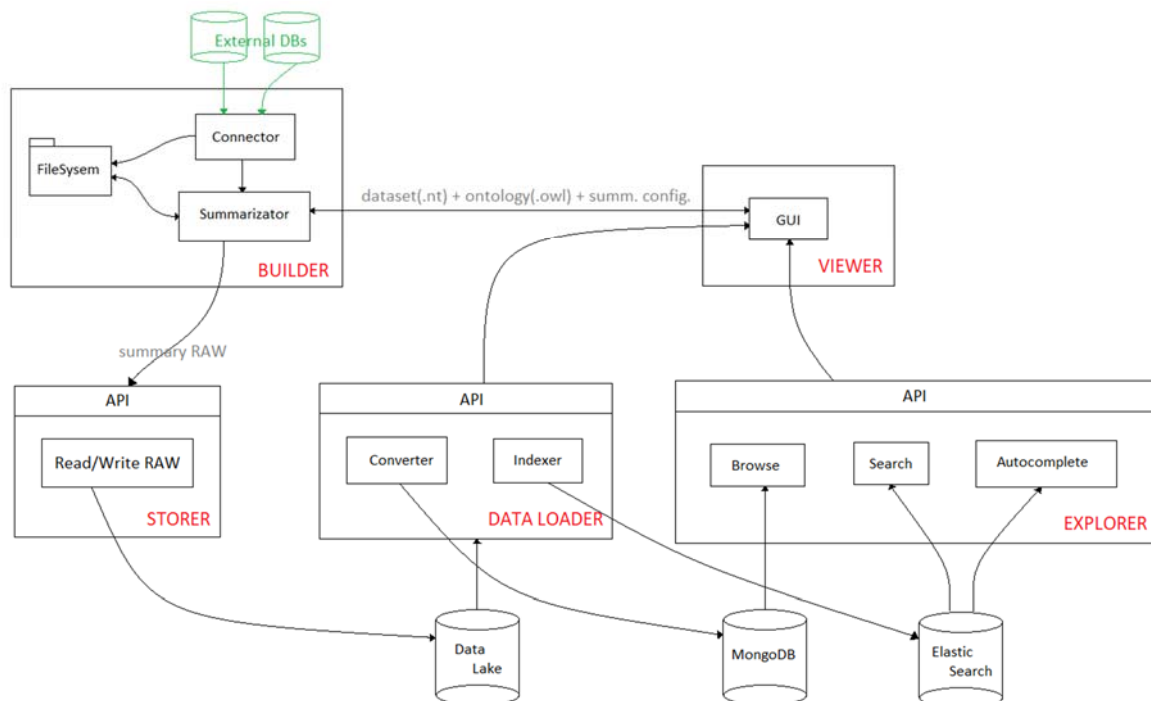 External DBs
Connector
FileSysem
Summarizator
BUILDER
dataset(.nt) + ontology(.owl) + summ. config.
GUI
VIEWER
summary RAW
API
Read/Write RAW
STORER
API
Converter
Indexer
DATA LOADER
API
Browse
Search
Autocomplete
EXPLORER
Data
Lake
MongoDB
Elastic
Search